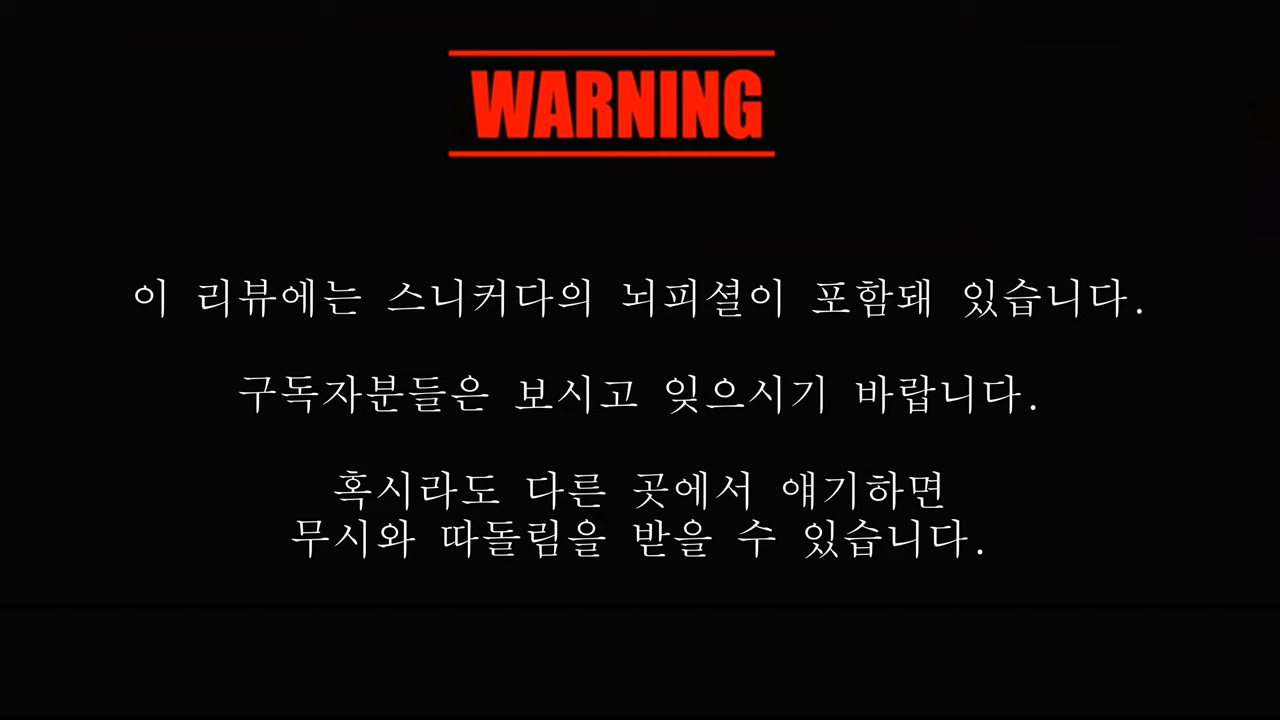 WARNING
이 리뷰에는 스니커다의 뇌피셜이 포함돼 있습니다.
구독자분들은 보시고 잊으시기 바랍니다.
혹시라도 다른 곳에서 얘기하면
무시와 따돌림을 받을 수 있습니다.